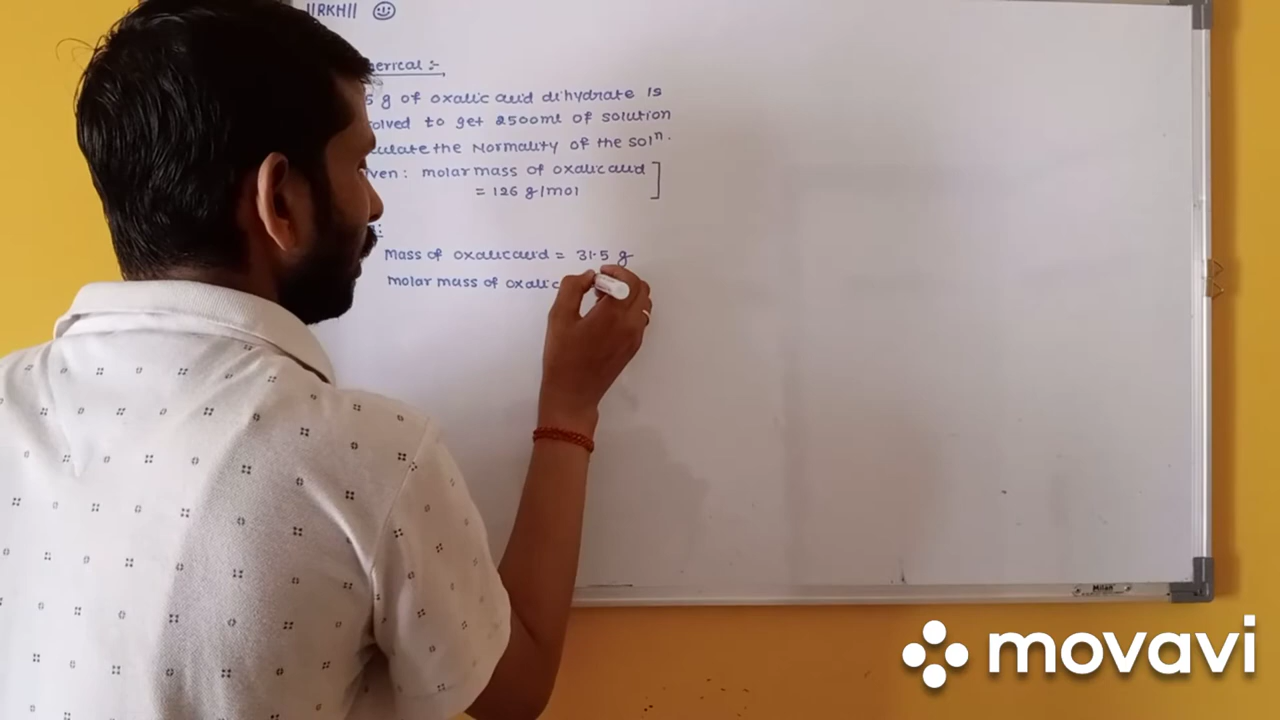 ||RKH||
erical :-
5 g of oxalic acid dihydrate is
olved to get 2500ml of solution
culate the Normality of the solⁿ.
ven: molar mass of oxalic acid
= 126 g/mol
Mass of oxalic acid = 31.5 g
Molar mass of oxalic
Milan
movavi